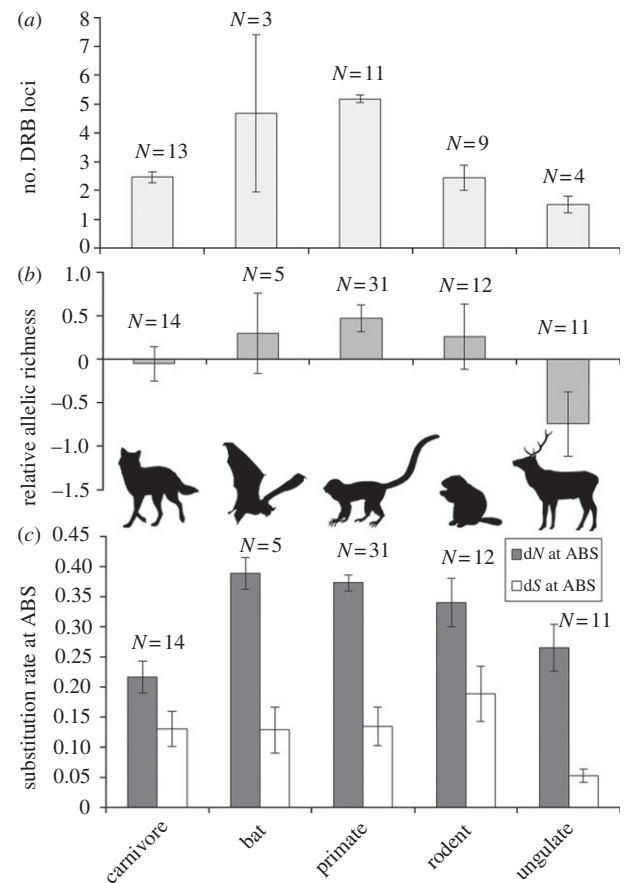 (a)
no. DRB loci
8
7
6
5
4
3
2
1
0
N=13
N=3
N=11
N=9
N=4
(b)
relative allelic richness
1.0
0.5
0
−0.5
−1.0
−1.5
N=14
N=5
N=31
N=12
N=11
(c)
substitution rate at ABS
0.45
0.40
0.35
0.30
0.25
0.20
0.15
0.10
0.05
0
N=14
N=5
N=31
N=12
N=11
dN at ABS
dS at ABS
carnivore
bat
primate
rodent
ungulate